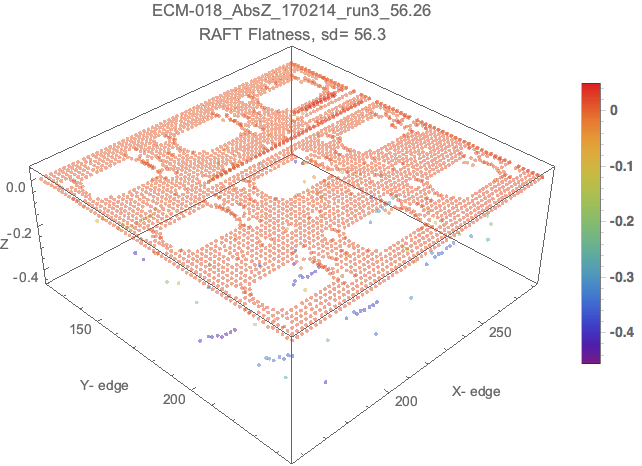 ECM-018_AbsZ_170214_run3_56.26
RAFT Flatness, sd= 56.3
0
-0.1
-0.2
-0.3
-0.4
0.0
-0.2
Z
-0.4
150
200
Y- edge
250
200
X- edge